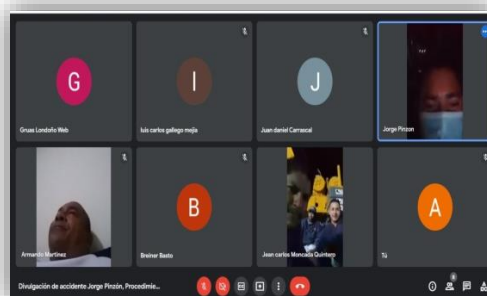 G
I
J
Gruas Londoño Web
luis carlos gallego mejia
Juan daniel Carrascal
Jorge Pinzon
B
A
Armando Martinez
Breiner Basto
Jean carlos Moncada Quintero
Tú
Divulgación de accidente Jorge Pinzón, Procedimie...
8